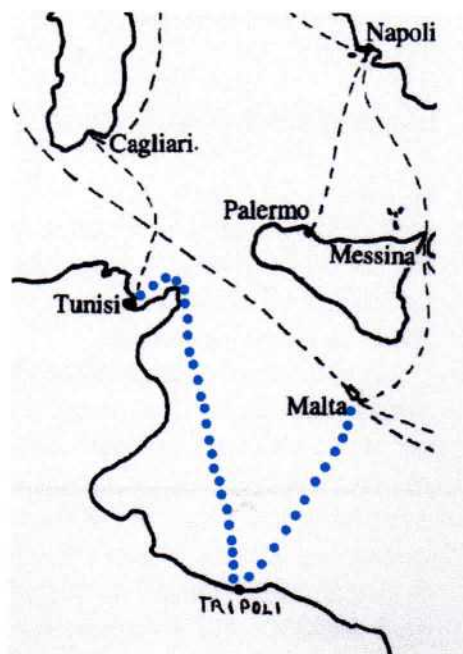 Napoli
Cagliari.
Palermo
Messina
Tunisi
Malta
TRIPOLI